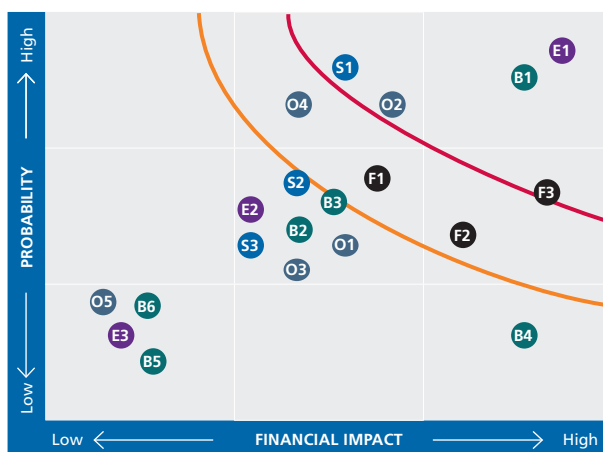 High
PROBABILITY
Low
E1
S1
B1
O4
O2
S2
F1
F3
B3
E2
B2
F2
S3
O1
O3
O5
B6
E3
B4
B5
Low
FINANCIAL IMPACT
High